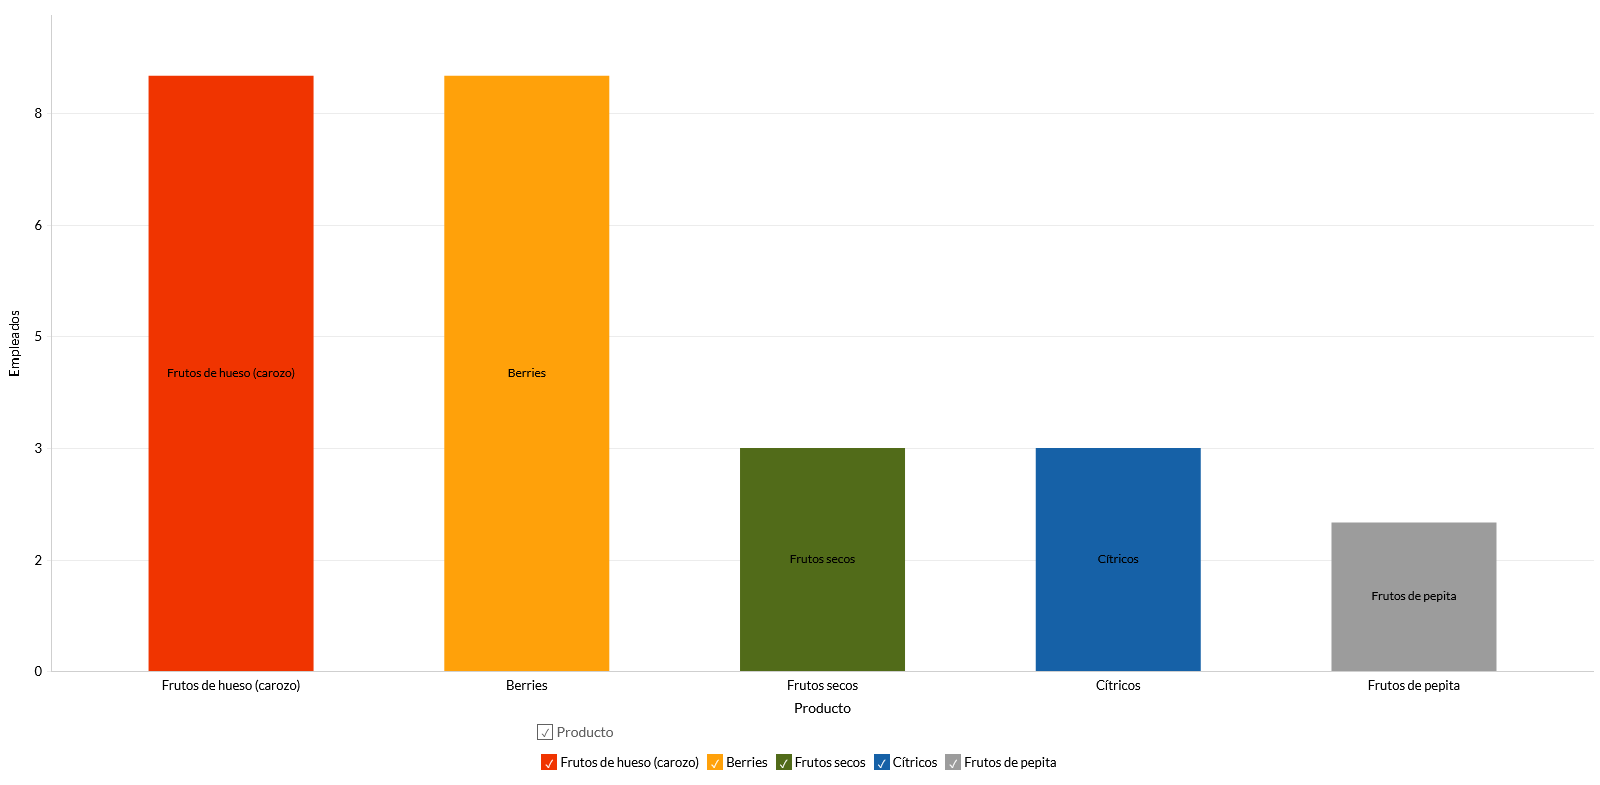 8
6
5
3
2
0
Empleados
Frutos de hueso (carozo)
Berries
Frutos secos
Cítricos
Frutos de pepita
Frutos de hueso (carozo) Berries Frutos secos Cítricos Frutos de pepita
Producto
Producto
Frutos de hueso (carozo) Berries Frutos secos Cítricos Frutos de pepita